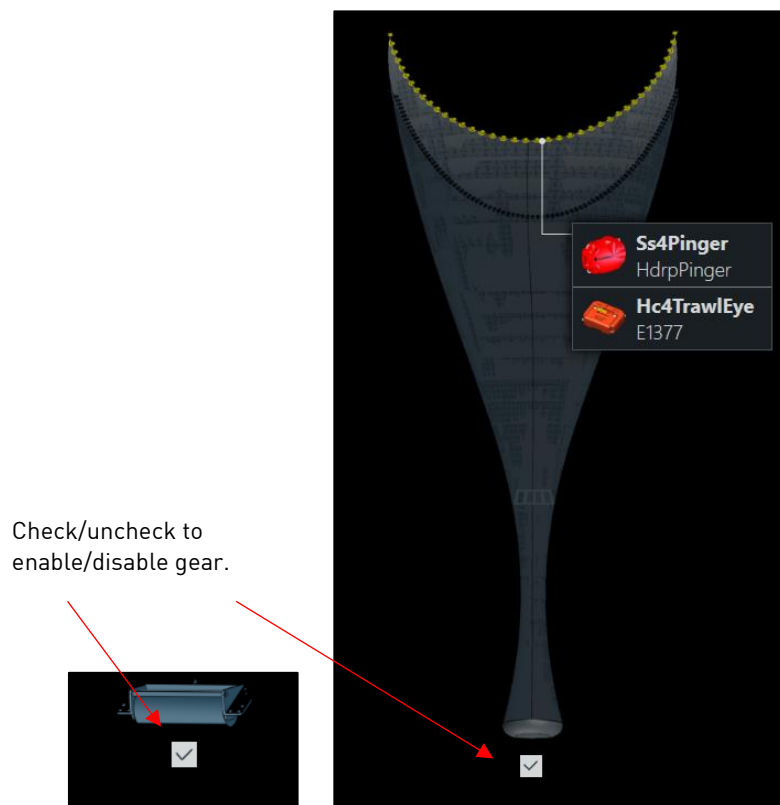 Ss4Pinger
HdrpPinger
Hc4TrawlEye
E1377
Check/uncheck to
enable/disable gear.